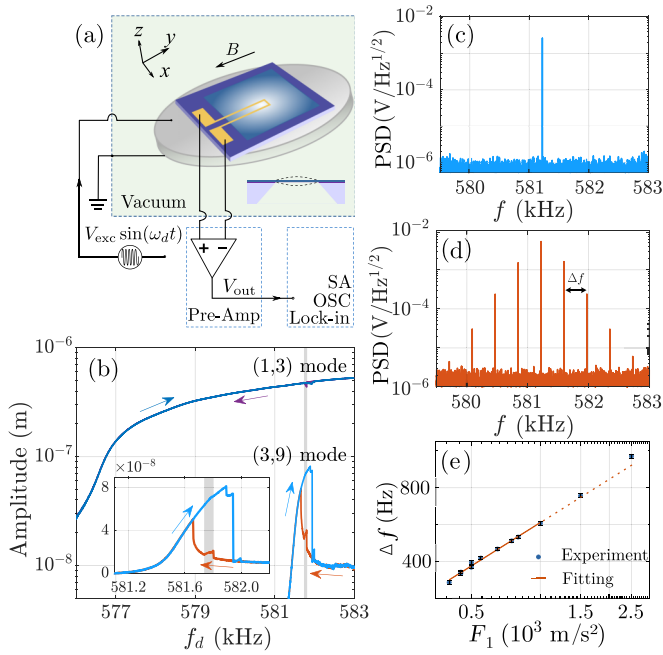 (a)
z
y
x
B
Vacuum
V_exc sin(ω_d t)
+ −
V_out
Pre-Amp
SA
OSC
Lock-in
(b)
10^-6
10^-7
10^-8
Amplitude (m)
(1,3) mode
(3,9) mode
×10^-8
8
4
0
581.2
581.6
582.0
577
579
581
583
f_d (kHz)
(c)
10^-2
10^-4
10^-6
PSD(V/Hz^1/2)
580
581
582
583
f (kHz)
(d)
Δf
10^-2
10^-4
10^-6
PSD(V/Hz^1/2)
580
581
582
583
f (kHz)
(e)
800
400
Δ f (Hz)
Experiment
Fitting
0.5
1.5
2.5
F_1 (10^3 m/s^2)